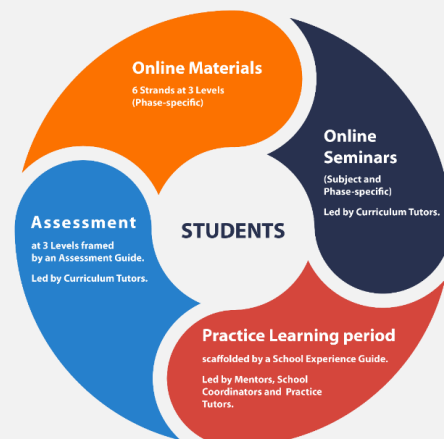 Online Materials
6 Strands at 3 Levels
(Phase-specific)
Online
Seminars
(Subject and
Phase-specific)
Led by Curriculum Tutors.
STUDENTS
Assessment
at 3 Levels framed
by an Assessment Guide.
Led by Curriculum Tutors.
Practice Learning period
scaffolded by a School Experience Guide.
Led by Mentors, School
Coordinators and Practice
Tutors.